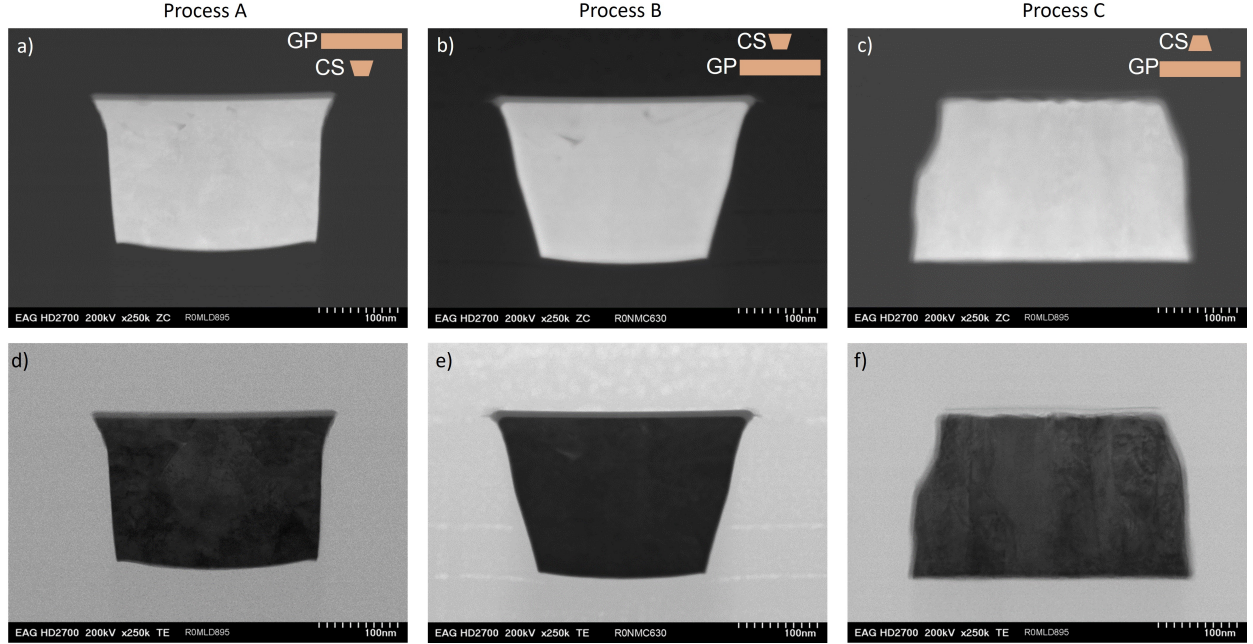 Process A
Process B
Process C
a)
GP
CS
b)
CS
GP
c)
CS
GP
EAG HD2700 200kV x250k ZC R0MLD895 100nm
EAG HD2700 200kV x250k ZC R0NMC630 100nm
EAG HD2700 200kV x250k ZC R0MLD895 100nm
d)
e)
f)
EAG HD2700 200kV x250k TE R0MLD895 100nm
EAG HD2700 200kV x250k TE R0NMC630 100nm
EAG HD2700 200kV x250k TE R0MLD895 100nm